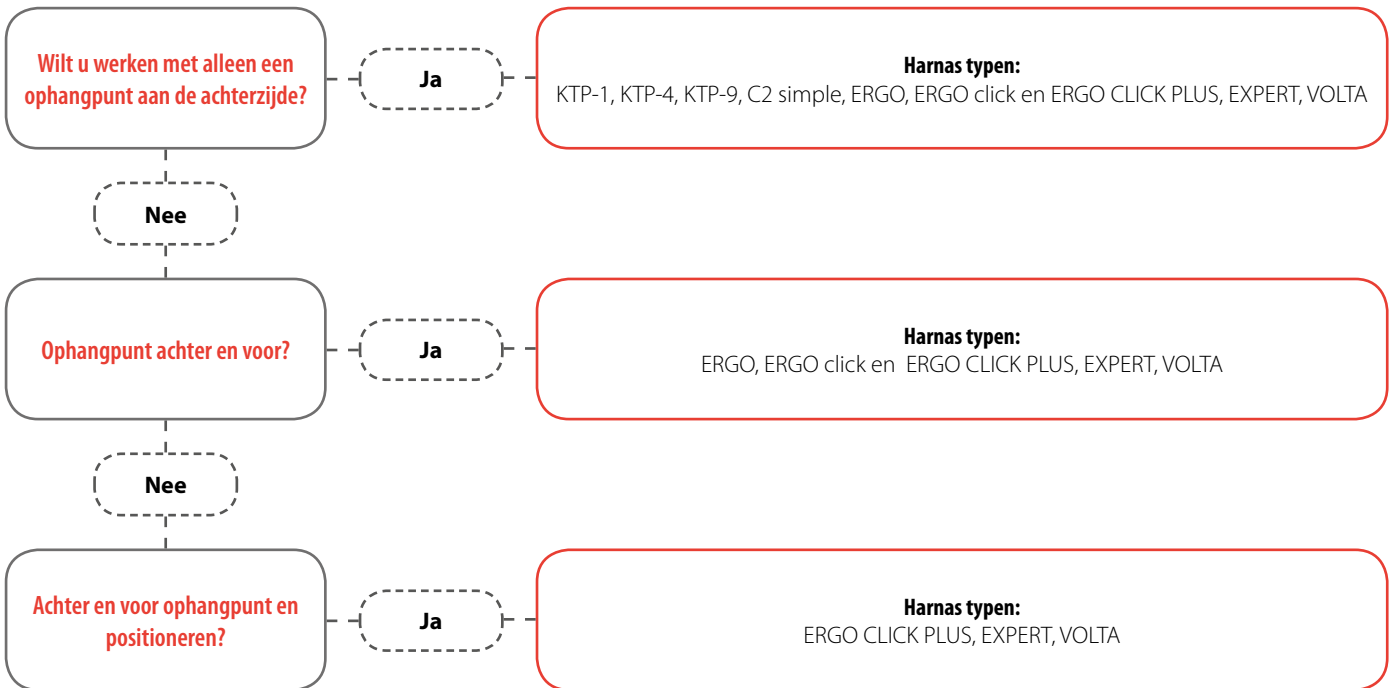 Wilt u werken met alleen een
ophangpunt aan de achterzijde?
Ja
Harnas typen:
KTP-1, KTP-4, KTP-9, C2 simple, ERGO, ERGO click en ERGO CLICK PLUS, EXPERT, VOLTA
Nee
Ophangpunt achter en voor?
Ja
Harnas typen:
ERGO, ERGO click en ERGO CLICK PLUS, EXPERT, VOLTA
Nee
Achter en voor ophangpunt en
positioneren?
Ja
Harnas typen:
ERGO CLICK PLUS, EXPERT, VOLTA